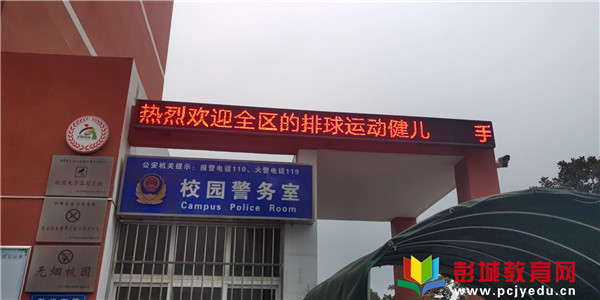 热烈欢迎全区的排球运动健儿 手
公安机关提示：报警电话110、火警电话119
校园警务室
Campus Police Room
无烟校园
彭城教育网
www.pcjyedu.cn